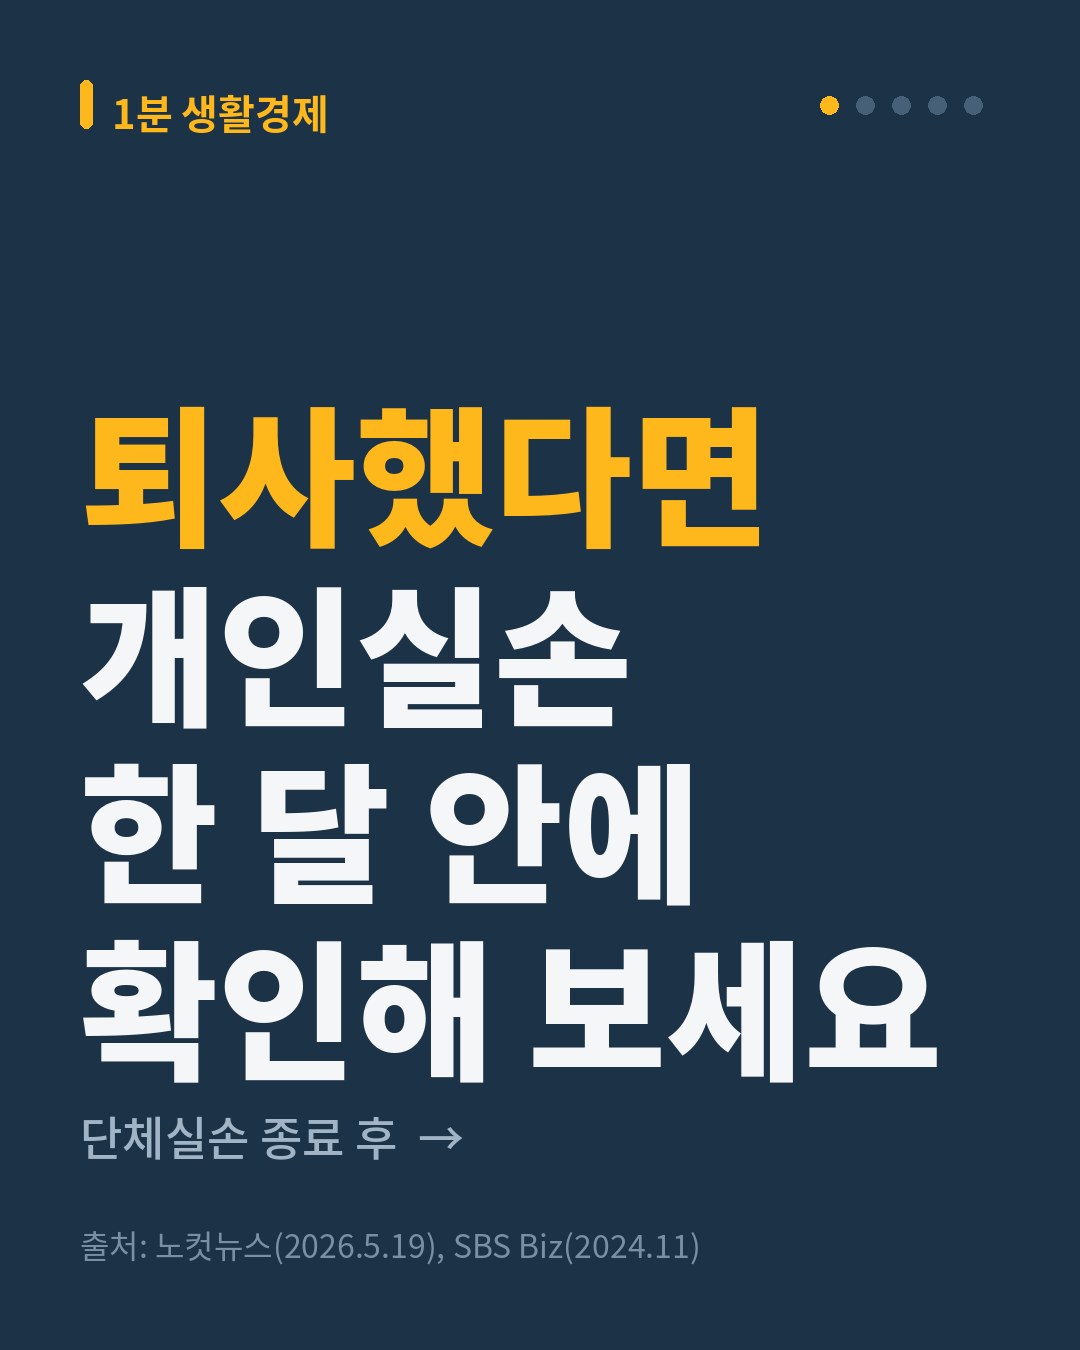 1분 생활경제
퇴사했다면
개인실손
한 달 안에
확인해 보세요
단체실손 종료 후 →
출처: 노컷뉴스(2026.5.19), SBS Biz(2024.11)